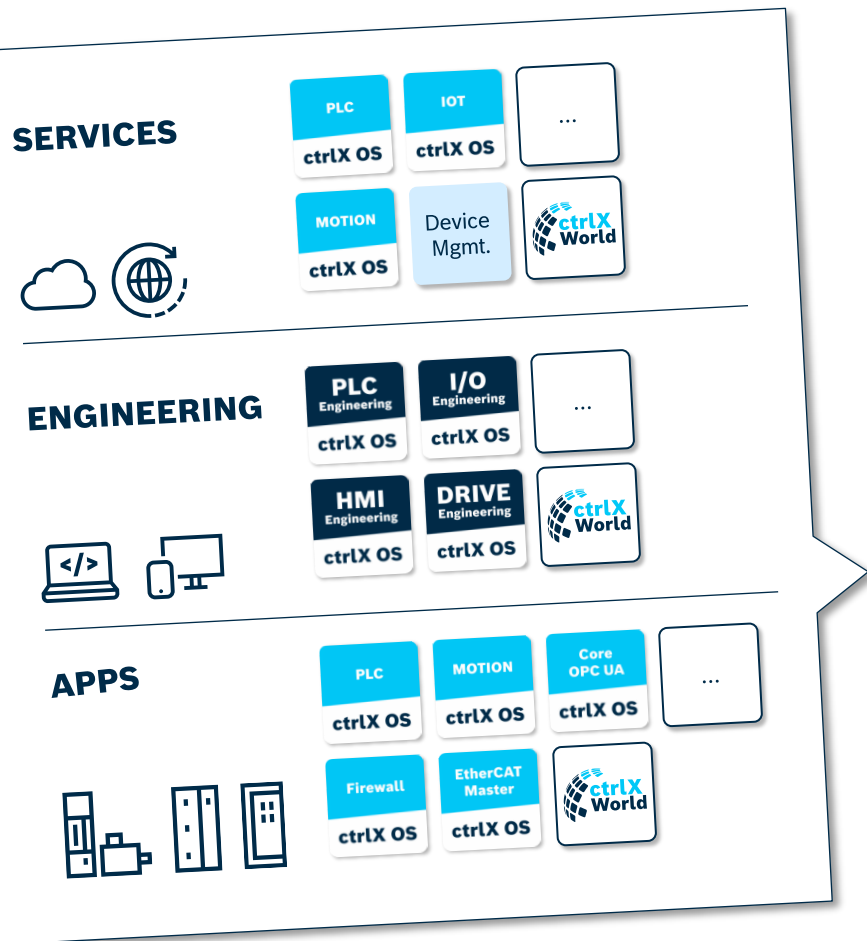 SERVICES
PLC
ctrlX OS
IOT
ctrlX OS
...
MOTION
ctrlX OS
Device
Mgmt.
ctrlX
World
ENGINEERING
PLC
Engineering
ctrlX OS
I/O
Engineering
ctrlX OS
...
HMI
Engineering
ctrlX OS
DRIVE
Engineering
ctrlX OS
ctrlX
World
</>
APPS
PLC
ctrlX OS
MOTION
ctrlX OS
Core
OPC UA
ctrlX OS
...
Firewall
ctrlX OS
EtherCAT
Master
ctrlX OS
ctrlX
World